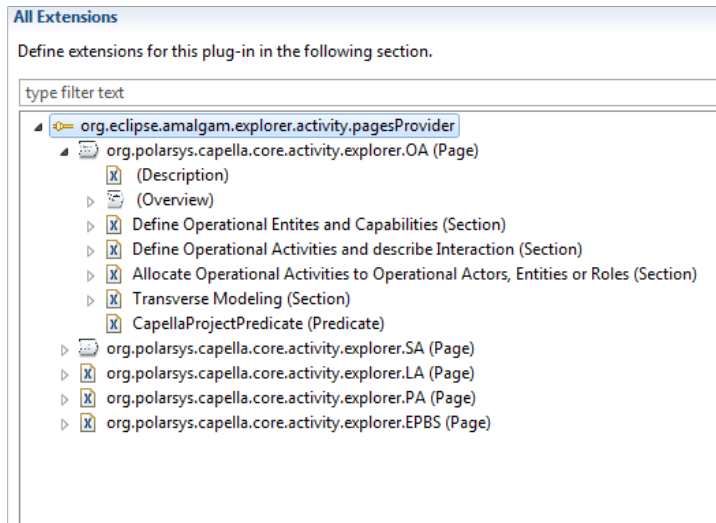 All Extensions
Define extensions for this plug-in in the following section.
type filter text
org.eclipse.amalgam.explorer.activity.pagesProvider
org.polarsys.capella.core.activity.explorer.OA (Page)
(Description)
(Overview)
Define Operational Entites and Capabilities (Section)
Define Operational Activities and describe Interaction (Section)
Allocate Operational Activities to Operational Actors, Entities or Roles (Section)
Transverse Modeling (Section)
CapellaProjectPredicate (Predicate)
org.polarsys.capella.core.activity.explorer.SA (Page)
org.polarsys.capella.core.activity.explorer.LA (Page)
org.polarsys.capella.core.activity.explorer.PA (Page)
org.polarsys.capella.core.activity.explorer.EPBS (Page)